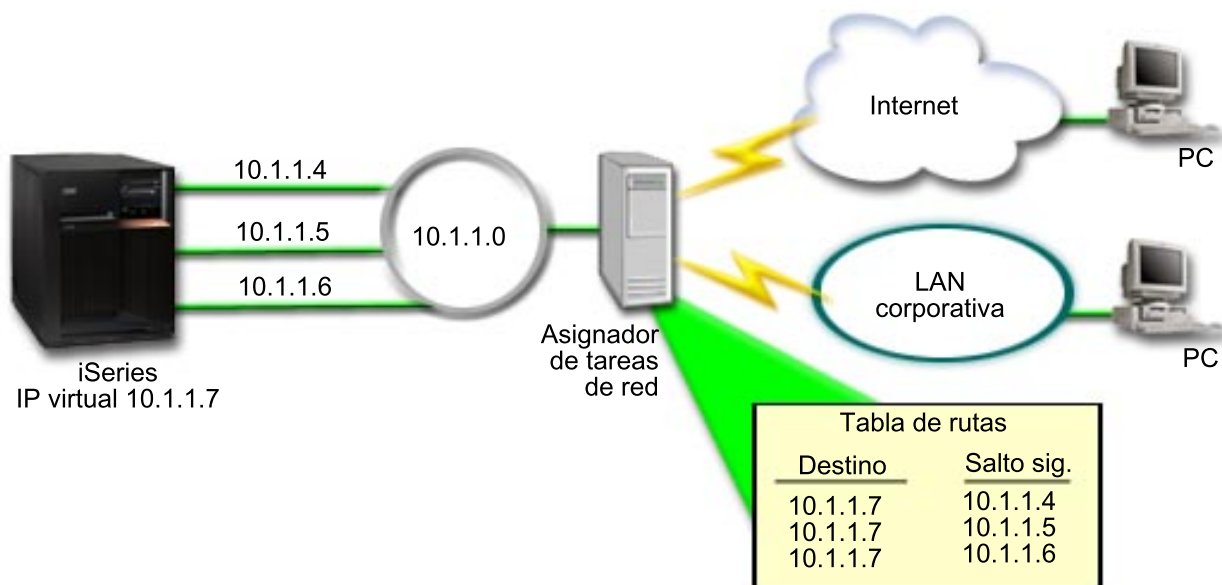 Internet
PC
10.1.1.4
10.1.1.5
10.1.1.6
10.1.1.0
LAN
corporativa
PC
Asignador
de tareas
de red
iSeries
IP virtual 10.1.1.7
Tabla de rutas
Destino Salto sig.
10.1.1.7 10.1.1.4
10.1.1.7 10.1.1.5
10.1.1.7 10.1.1.6